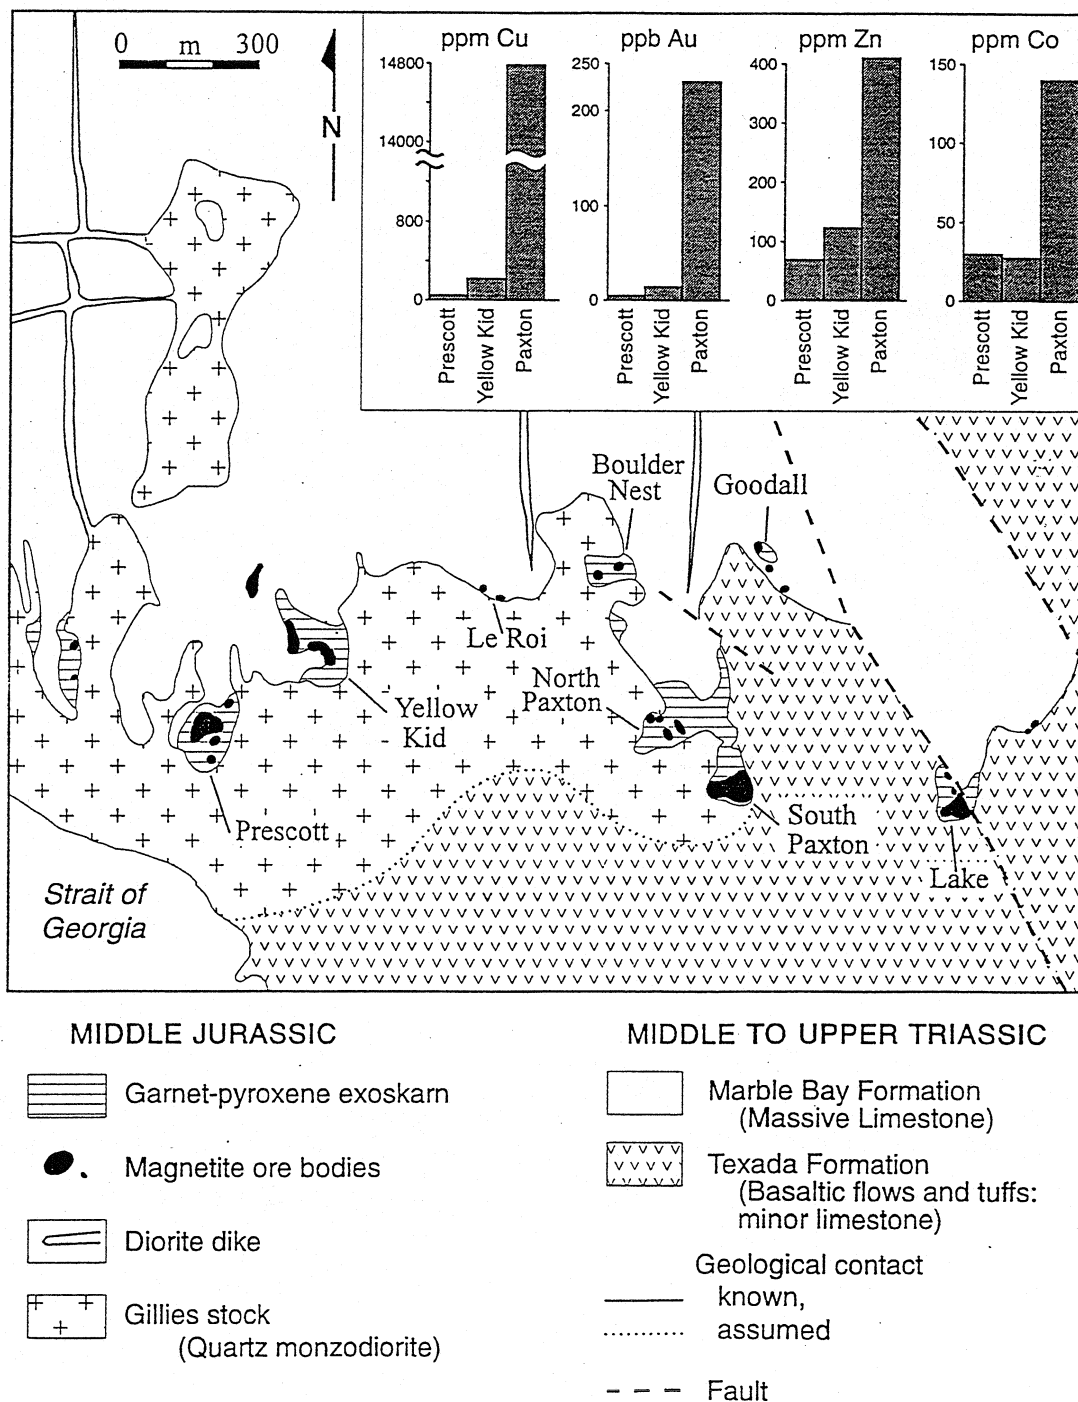 0 m 300
N
ppm Cu
14800
14000
800
0
Prescott
Yellow Kid
Paxton
ppb Au
250
200
100
0
Prescott
Yellow Kid
Paxton
ppm Zn
400
300
200
100
0
Prescott
Yellow Kid
Paxton
ppm Co
150
100
50
0
Prescott
Yellow Kid
Paxton
Boulder
Nest
Goodall
Le Roi
North
Paxton
Yellow
Kid
Prescott
South
Paxton
Lake
Strait of
Georgia
MIDDLE JURASSIC
Garnet-pyroxene exoskarn
Magnetite ore bodies
Diorite dike
Gillies stock
(Quartz monzodiorite)
MIDDLE TO UPPER TRIASSIC
Marble Bay Formation
(Massive Limestone)
Texada Formation
(Basaltic flows and tuffs:
minor limestone)
Geological contact
known,
assumed
Fault